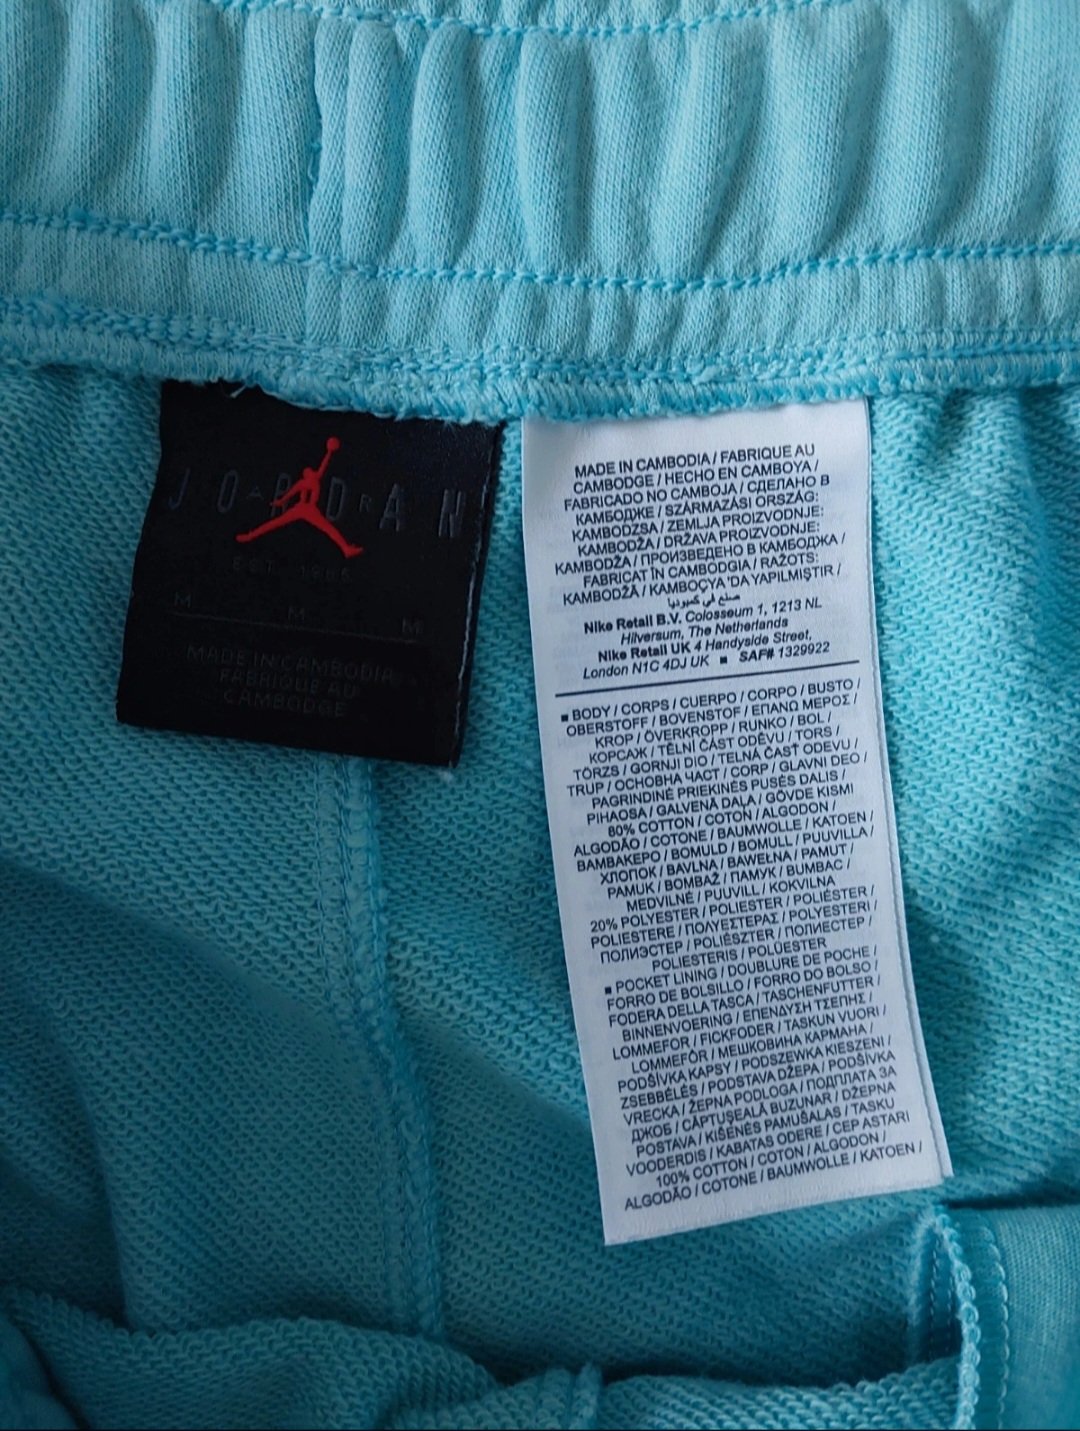 JORDAN
AIR
EST. 1985
M M M
MADE IN CAMBODIA
FABRIQUE AU
CAMBODGE
MADE IN CAMBODIA / FABRIQUE AU
CAMBODGE / HECHO EN CAMBOYA /
FABRICADO NO CAMBOJA / СДЕЛАНО В
КАМБОДЖЕ / SZÁRMAZÁSI ORSZÁG:
KAMBODZSA / ZEMLJA PROIZVODNJE:
KAMBODŽA / DRŽAVA PROIZVODNJE:
KAMBODŽA / ПРОИЗВЕДЕНО В КАМБОДЖА /
FABRICAT ÎN CAMBODGIA / RAŽOTS:
KAMBODŽĀ / KAMBOÇYA 'DA YAPILMIŞTIR /
صنع في كمبوديا
Nike Retail B.V. Colosseum 1, 1213 NL
Hilversum, The Netherlands
Nike Retail UK 4 Handyside Street,
London N1C 4DJ UK ■ SAF# 1329922
■ BODY / CORPS / CUERPO / CORPO / BUSTO /
OBERSTOFF / BOVENSTOF / ΕΠΑΝΩ ΜΕΡΟΣ /
KROP / ÖVERKROPP / RUNKO / BOL /
КОРСАЖ / TĚLNÍ ČÁST ODĚVU / TORS /
TÖRZS / GORNJI DIO / TELNÁ ČASŤ ODEVU /
TRUP / ОСНОВНА ЧАСТ / CORP / GLAVNI DEO /
PAGRINDINĖ PRIEKINĖS PUSĖS DALIS /
PIHAOSA / GALVENĀ DAĻA / GÖVDE KISMI
80% COTTON / COTON / ALGODON /
ALGODÃO / COTONE / BAUMWOLLE / KATOEN /
ΒΑΜΒΑΚΕΡΟ / BOMULD / BOMULL / PUUVILLA /
ХЛОПОК / BAVLNA / BAWEŁNA / PAMUT /
PAMUK / BOMBAŽ / ПАМУК / BUMBAC /
MEDVILNĖ / PUUVILL / KOKVILNA
20% POLYESTER / POLIESTER / POLIÉSTER /
POLIESTERE / ΠΟΛΥΕΣΤΕΡΑΣ / POLYESTERI /
ПОЛИЭСТЕР / POLIÉSZTER / ПОЛИЕСТЕР /
POLIESTERIS / POLÜESTER
■ POCKET LINING / DOUBLURE DE POCHE /
FORRO DE BOLSILLO / FORRO DO BOLSO /
FODERA DELLA TASCA / TASCHENFUTTER /
BINNENVOERING / ΕΠΕΝΔΥΣΗ ΤΣΕΠΗΣ /
LOMMEFOR / FICKFODER / TASKUN VUORI /
LOMMEFÔR / МЕШКОВИНА КАРМАНА /
PODŠÍVKA KAPSY / PODSZEWKA KIESZENI /
ZSEBBÉLÉS / PODSTAVA DŽEPA / PODŠÍVKA
VRECKA / ŽEPNA PODLOGA / ПОДПЛАТА ЗА
ДЖОБ / CĂPTUŞEALĂ BUZUNAR / DŽEPNA
POSTAVA / KIŠENĖS PAMUŠALAS / TASKU
VOODERDIS / KABATAS ODERE / CEP ASTARI
100% COTTON / COTON / ALGODON /
ALGODÃO / COTONE / BAUMWOLLE / KATOEN /